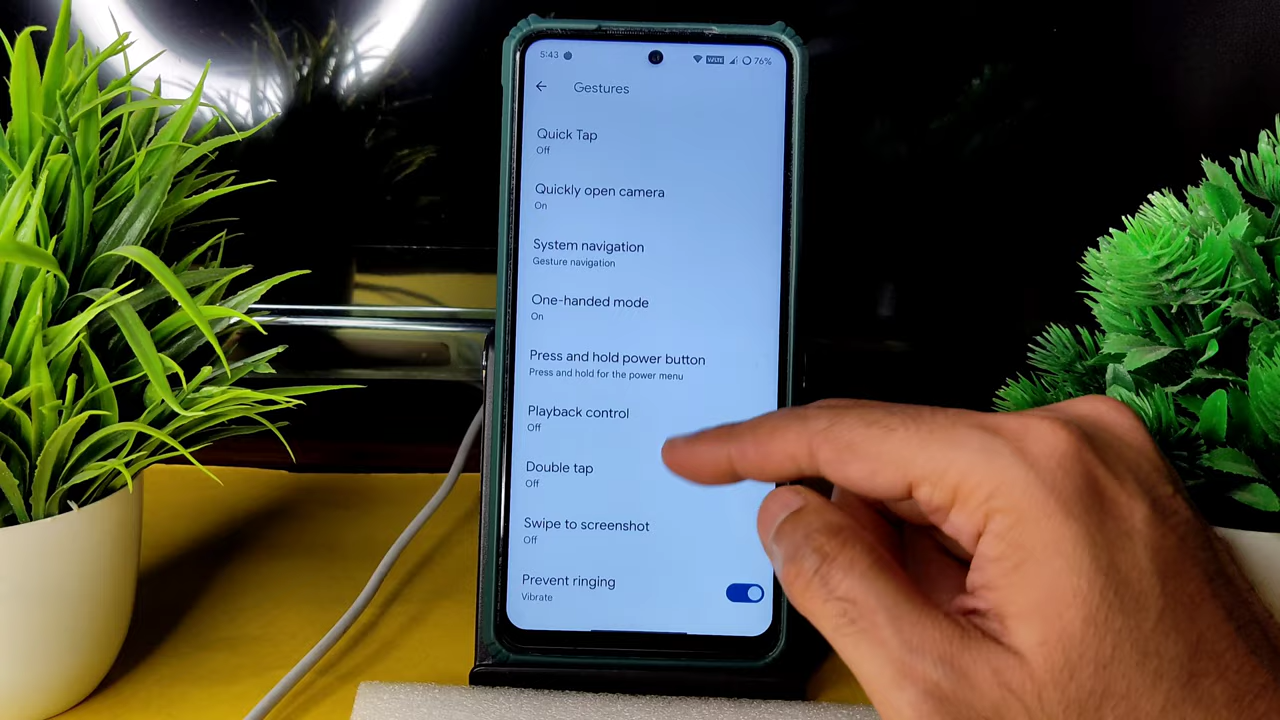 5:43 VoLTE 76%
Gestures
Quick Tap
Off
Quickly open camera
On
System navigation
Gesture navigation
One-handed mode
On
Press and hold power button
Press and hold for the power menu
Playback control
Off
Double tap
Off
Swipe to screenshot
Off
Prevent ringing
Vibrate